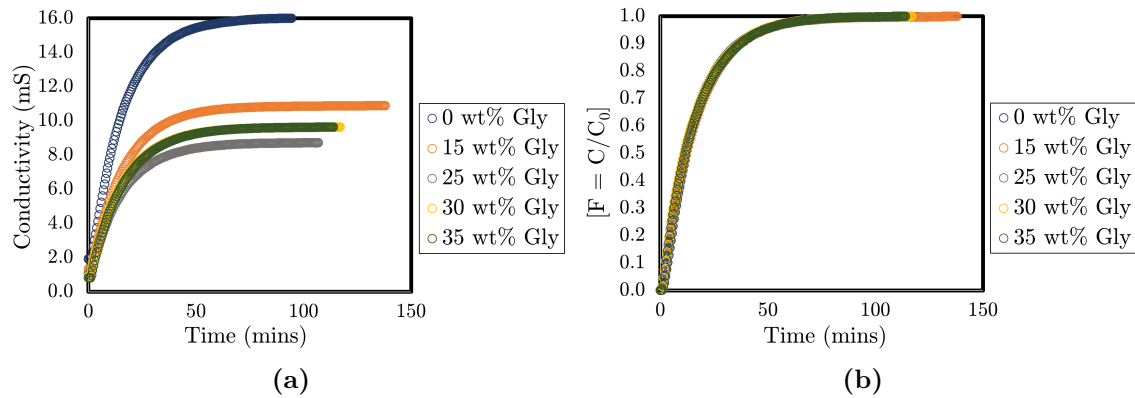 16.0
14.0
12.0
10.0
8.0
6.0
4.0
2.0
0.0
Conductivity (mS)
0
50
100
150
Time (mins)
0 wt% Gly
15 wt% Gly
25 wt% Gly
30 wt% Gly
35 wt% Gly
(a)
1.0
0.9
0.8
0.7
0.6
0.5
0.4
0.3
0.2
0.1
0.0
[F = C/C₀]
0
50
100
150
Time (mins)
0 wt% Gly
15 wt% Gly
25 wt% Gly
30 wt% Gly
35 wt% Gly
(b)